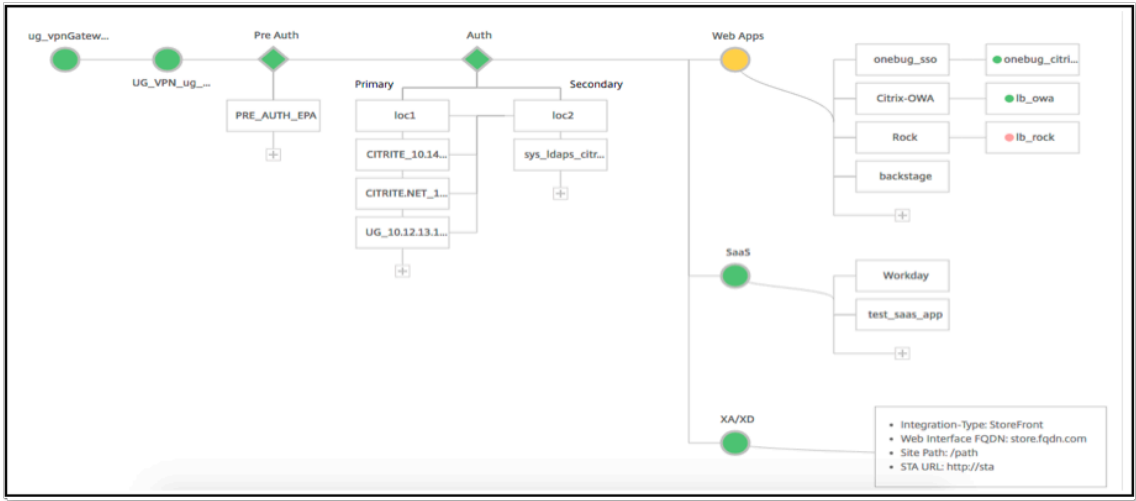 ug_vpnGatew...
UG_VPN_ug_...
Pre Auth
PRE_AUTH_EPA
Auth
Primary
Secondary
loc1
CITRITE_10.14...
CITRITE.NET_1...
UG_10.12.13.1...
loc2
sys_ldaps_citr...
Web Apps
onebug_sso
onebug_citri...
Citrix-OWA
lb_owa
Rock
lb_rock
backstage
SaaS
Workday
test_saas_app
XA/XD
• Integration-Type: StoreFront
• Web Interface FQDN: store.fqdn.com
• Site Path: /path
• STA URL: http://sta